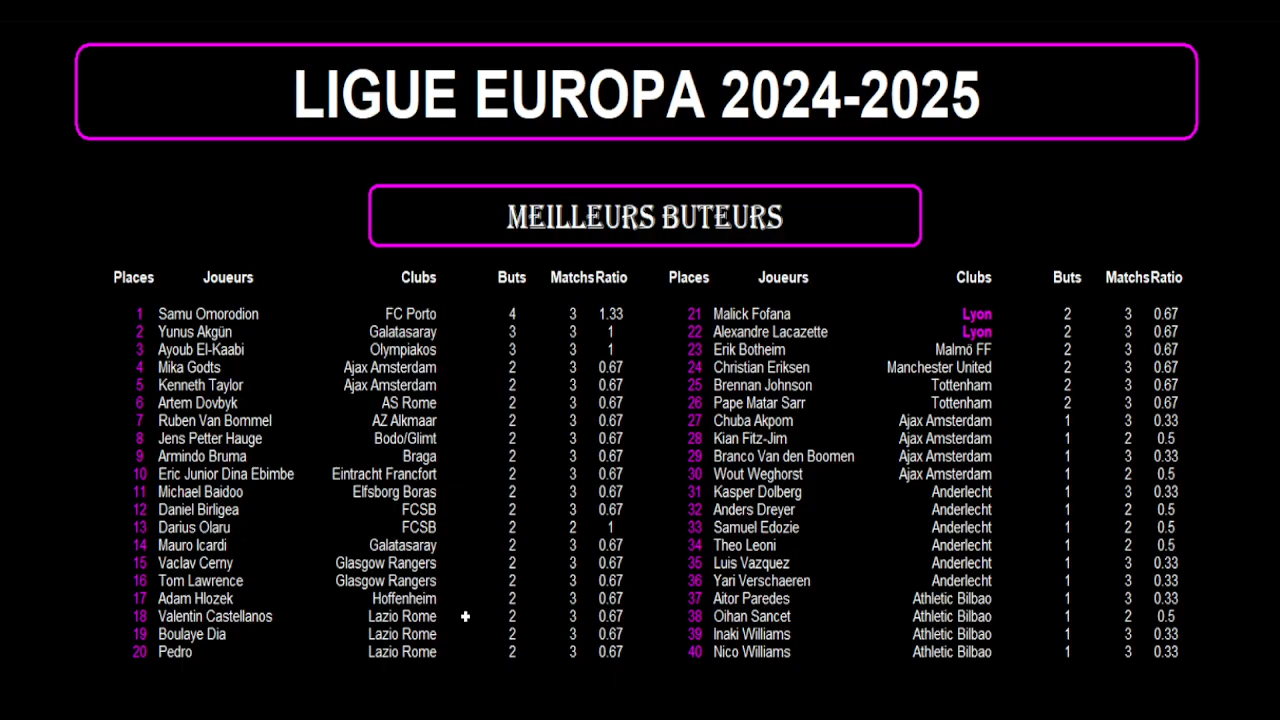 LIGUE EUROPA 2024-2025
MEILLEURS BUTEURS
Places Joueurs Clubs Buts Matchs Ratio Places Joueurs Clubs Buts Matchs Ratio
1 Samu Omorodion FC Porto 4 3 1.33 21 Malick Fofana Lyon 2 3 0.67
2 Yunus Akgün Galatasaray 3 3 1 22 Alexandre Lacazette Lyon 2 3 0.67
3 Ayoub El-Kaabi Olympiakos 3 3 1 23 Erik Botheim Malmö FF 2 3 0.67
4 Mika Godts Ajax Amsterdam 2 3 0.67 24 Christian Eriksen Manchester United 2 3 0.67
5 Kenneth Taylor Ajax Amsterdam 2 3 0.67 25 Brennan Johnson Tottenham 2 3 0.67
6 Artem Dovbyk AS Rome 2 3 0.67 26 Pape Matar Sarr Tottenham 2 3 0.67
7 Ruben Van Bommel AZ Alkmaar 2 3 0.67 27 Chuba Akpom Ajax Amsterdam 1 3 0.33
8 Jens Petter Hauge Bodo/Glimt 2 3 0.67 28 Kian Fitz-Jim Ajax Amsterdam 1 2 0.5
9 Armindo Bruma Braga 2 3 0.67 29 Branco Van den Boomen Ajax Amsterdam 1 3 0.33
10 Eric Junior Dina Ebimbe Eintracht Francfort 2 3 0.67 30 Wout Weghorst Ajax Amsterdam 1 2 0.5
11 Michael Baidoo Elfsborg Boras 2 3 0.67 31 Kasper Dolberg Anderlecht 1 3 0.33
12 Daniel Birligea FCSB 2 3 0.67 32 Anders Dreyer Anderlecht 1 2 0.5
13 Darius Olaru FCSB 2 2 1 33 Samuel Edozie Anderlecht 1 2 0.5
14 Mauro Icardi Galatasaray 2 3 0.67 34 Theo Leoni Anderlecht 1 2 0.5
15 Vaclav Cerny Glasgow Rangers 2 3 0.67 35 Luis Vazquez Anderlecht 1 3 0.33
16 Tom Lawrence Glasgow Rangers 2 3 0.67 36 Yari Verschaeren Anderlecht 1 3 0.33
17 Adam Hlozek Hoffenheim 2 3 0.67 37 Aitor Paredes Athletic Bilbao 1 3 0.33
18 Valentin Castellanos Lazio Rome 2 3 0.67 38 Oihan Sancet Athletic Bilbao 1 2 0.5
19 Boulaye Dia Lazio Rome 2 3 0.67 39 Inaki Williams Athletic Bilbao 1 3 0.33
20 Pedro Lazio Rome 2 3 0.67 40 Nico Williams Athletic Bilbao 1 3 0.33